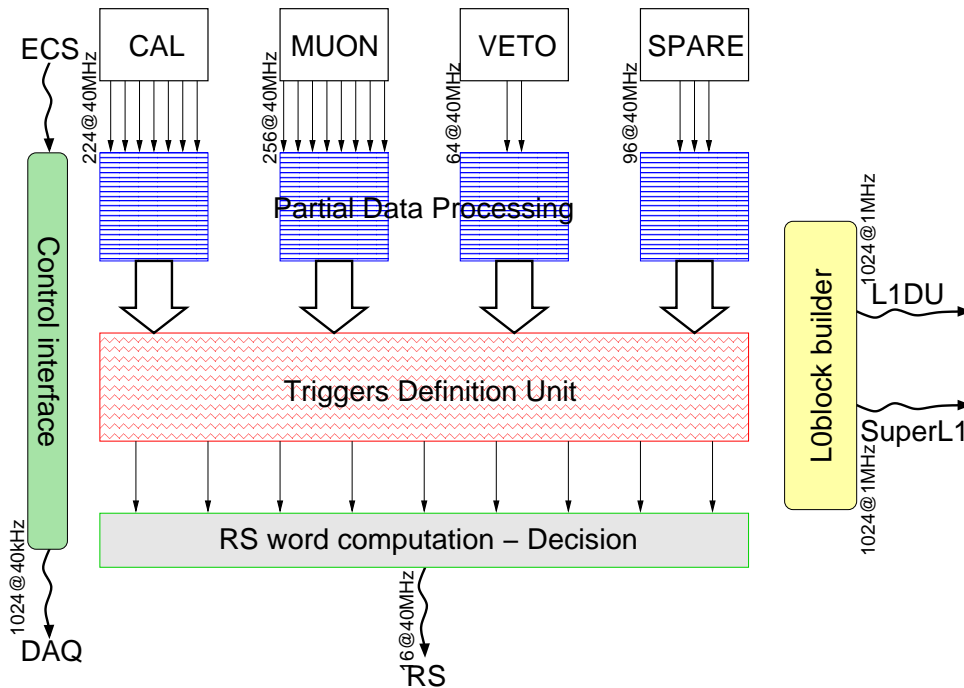 ECS
CAL
MUON
VETO
SPARE
224@40MHz
256@40MHz
64@40MHz
96@40MHz
Partial Data Processing
Control interface
L0block builder
1024@1MHz
L1DU
Triggers Definition Unit
SuperL1
1024@1MHz
RS word computation – Decision
1024@40kHz
16@40MHz
DAQ
RS